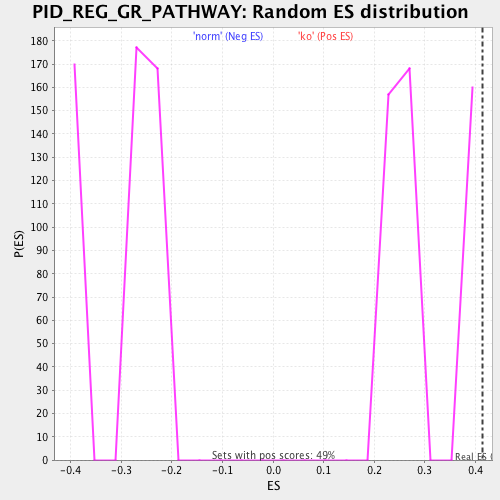 PID_REG_GR_PATHWAY: Random ES distribution
'norm' (Neg ES) 'ko' (Pos ES)
180
170
160
150
140
130
120
110
100
90
80
70
60
50
40
30
20
10
0
P(ES)
Sets with pos scores: 49%
Real ES (
-0.4 -0.3 -0.2 -0.1 0.0 0.1 0.2 0.3 0.4
ES